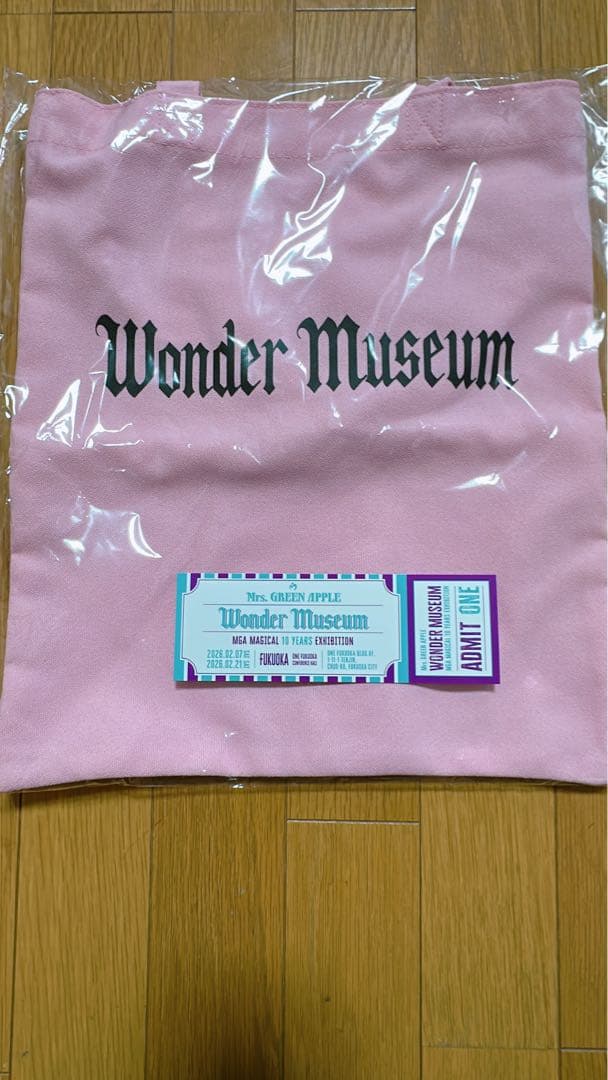 Wonder Museum
Mrs. GREEN APPLE
Wonder Museum
MGA MAGICAL 10 YEARS EXHIBITION
2026.02.07
2026.02.21
FUKUOKA
ONE FUKUOKA
CONFERENCE HALL
ONE FUKUOKA BLDG 6F,
1-11-1 TENJIN,
CHUO-KU, FUKUOKA CITY
Mrs. GREEN APPLE
WONDER MUSEUM
MGA MAGICAL 10 YEARS EXHIBITION
ADMIT ONE